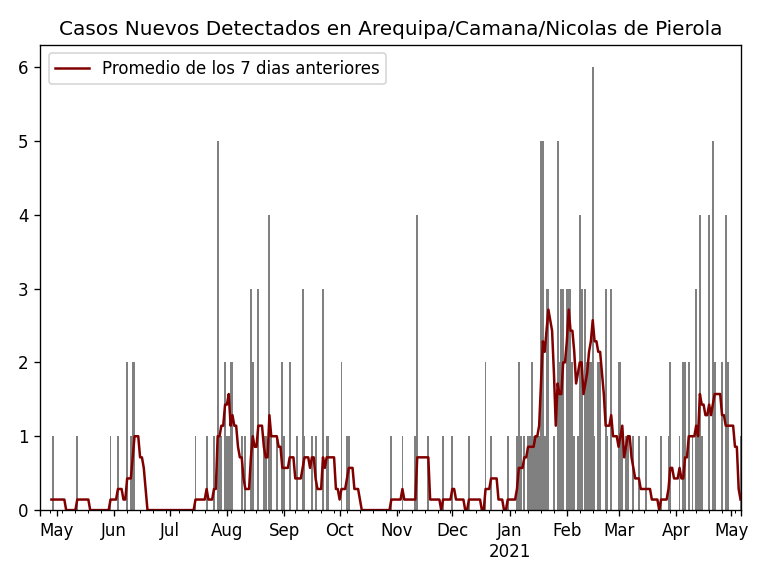 Casos Nuevos Detectados en Arequipa/Camana/Nicolas de Pierola
Promedio de los 7 dias anteriores
6
5
4
3
2
1
0
May Jun Jul Aug Sep Oct Nov Dec Jan Feb Mar Apr May
2021